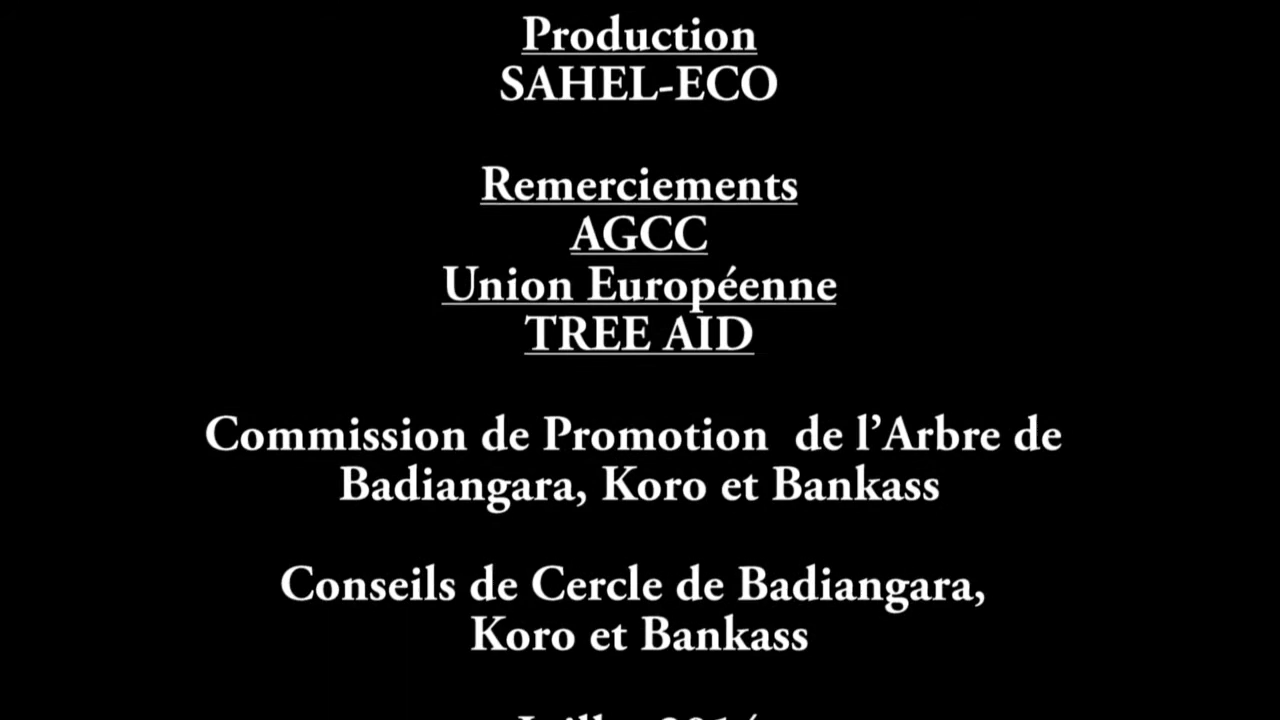 Production
SAHEL-ECO
Remerciements
AGCC
Union Européenne
TREE AID
Commission de Promotion  de l’Arbre de
Badiangara, Koro et Bankass
Conseils de Cercle de Badiangara,
Koro et Bankass